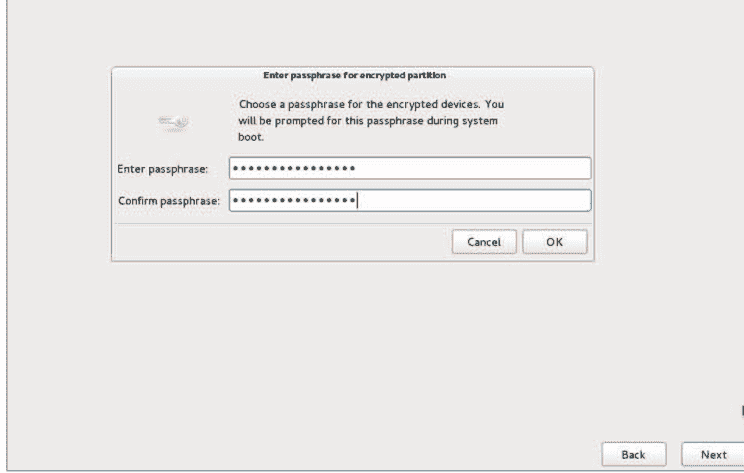 Enter passphrase for encrypted partition
Choose a passphrase for the encrypted devices. You
will be prompted for this passphrase during system
boot.
Enter passphrase: ••••••••••••••••
Confirm passphrase: ••••••••••••••••
Cancel OK
Back Next